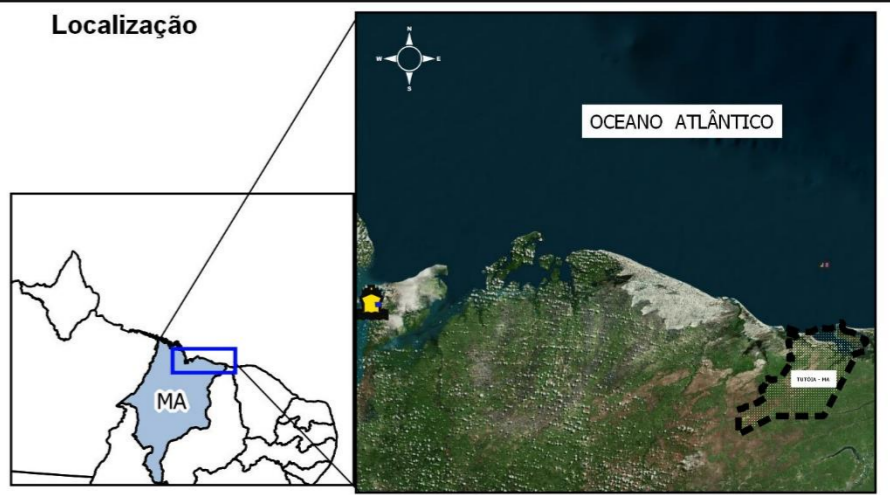 Localização
N
W
E
S
OCEANO ATLÂNTICO
TUTÓIA - MA
MA